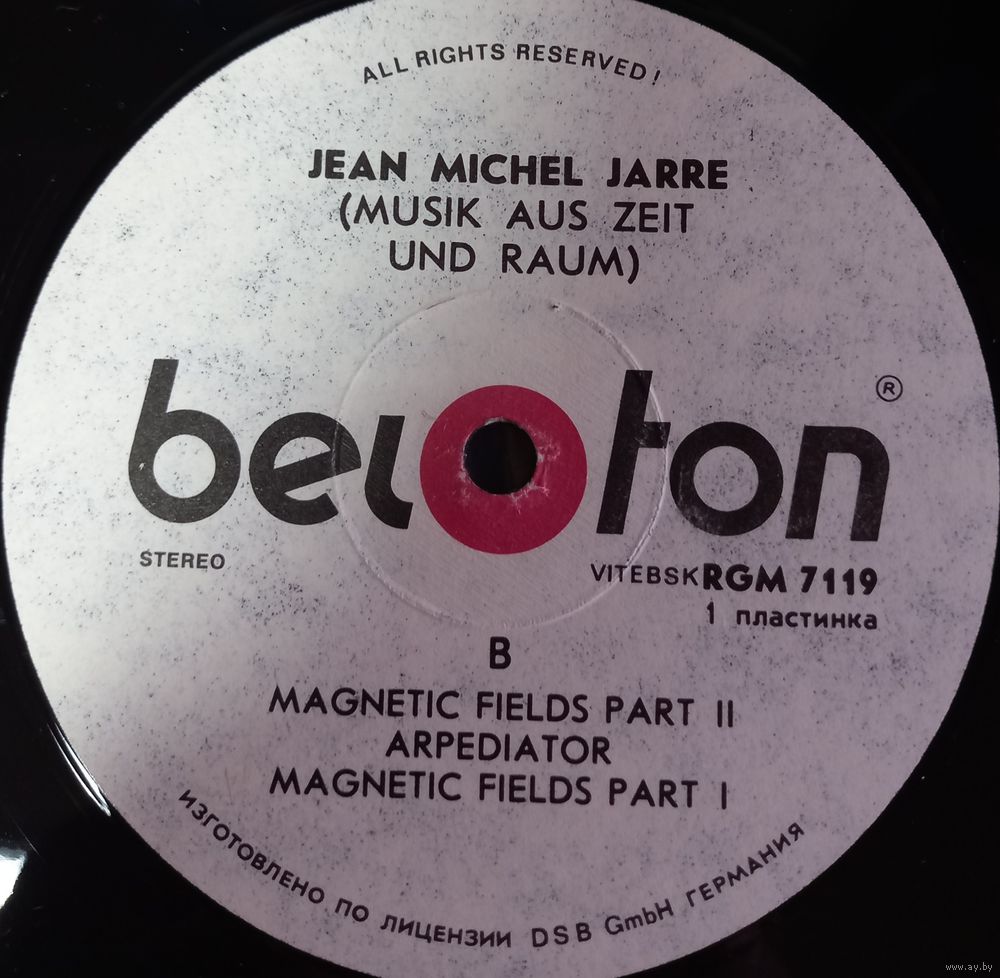 ALL RIGHTS RESERVED!
JEAN MICHEL JARRE
(MUSIK AUS ZEIT
UND RAUM)
beloton ®
STEREO
VITEBSK RGM 7119
1 пластинка
B
MAGNETIC FIELDS PART II
ARPEDIATOR
MAGNETIC FIELDS PART I
ИЗГОТОВЛЕНО ПО ЛИЦЕНЗИИ DSB GmbH ГЕРМАНИЯ
www.ay.by